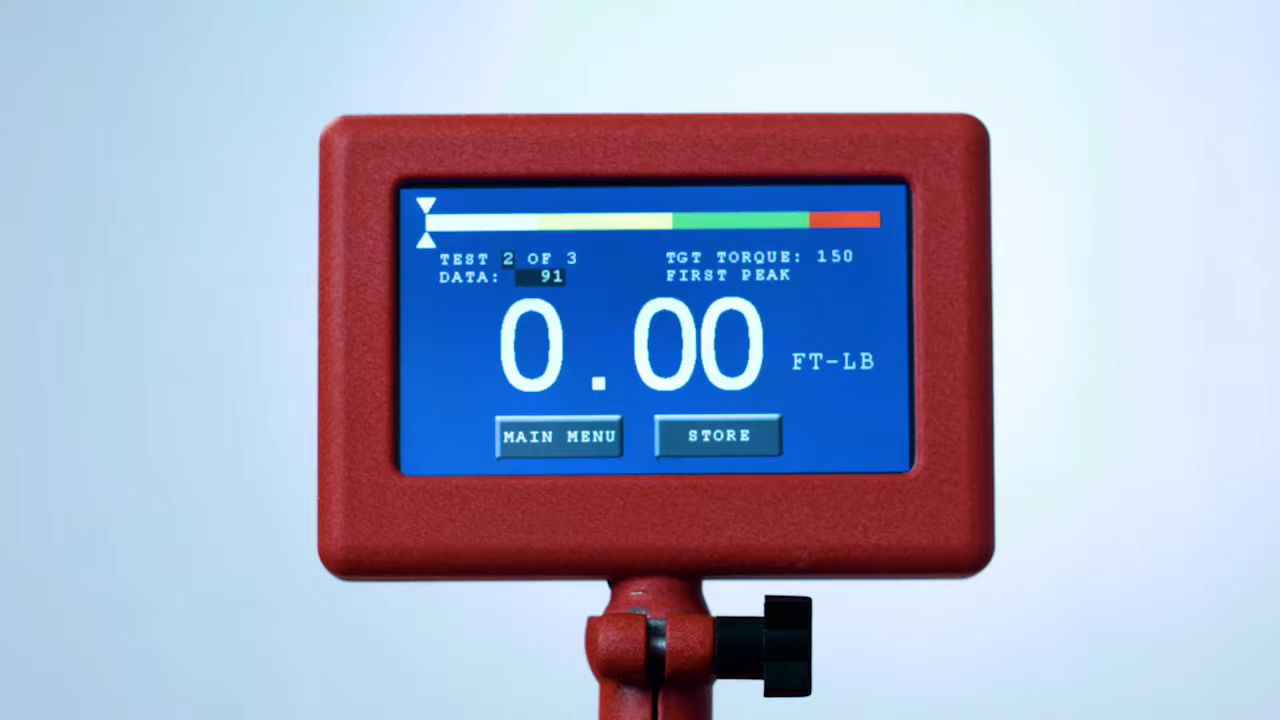 TEST 2 OF 3
DATA: 91
TGT TORQUE: 150
FIRST PEAK
0.00 FT-LB
MAIN MENU
STORE